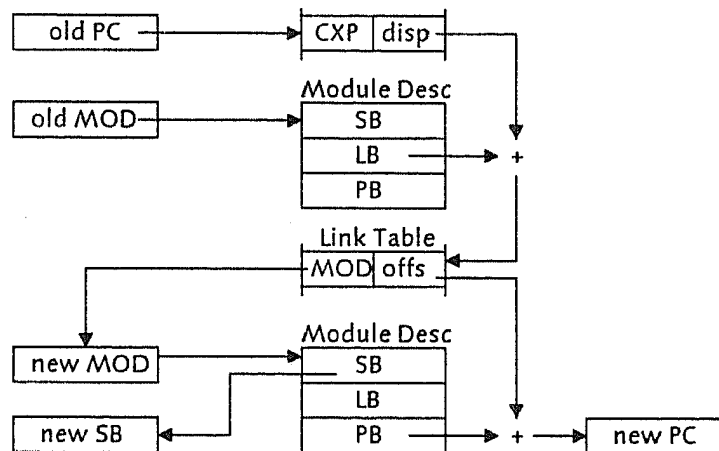 old PC CXP disp
Module Desc
old MOD SB
LB +
PB
Link Table
MOD offs
Module Desc
new MOD SB
LB
new SB PB + new PC